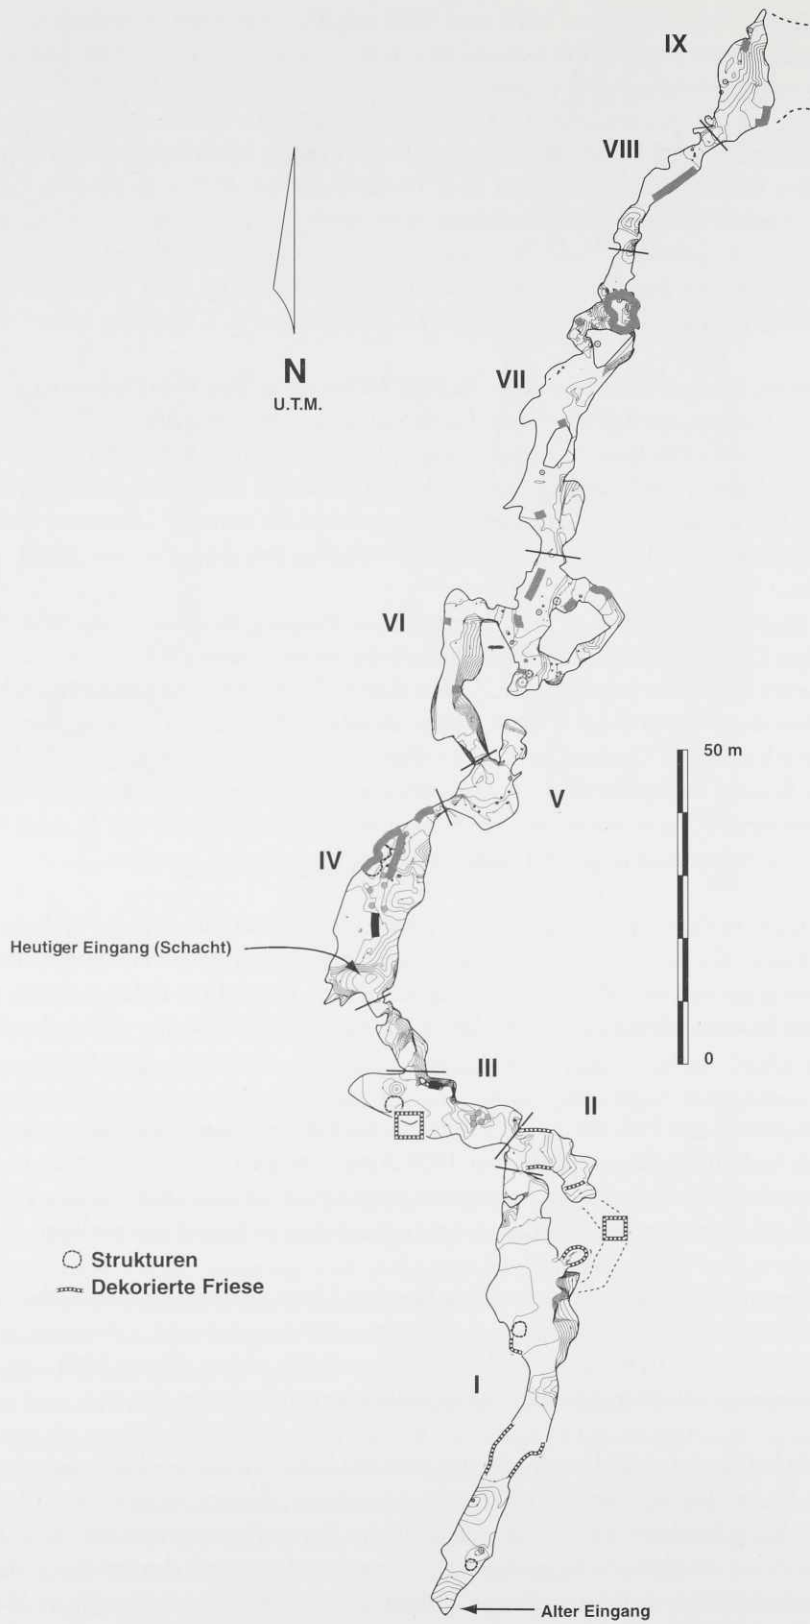 IX
VIII
N
U.T.M.
VII
VI
50 m
V
IV
Heutiger Eingang (Schacht)
0
III
II
Strukturen
Dekorierte Friese
I
Alter Eingang